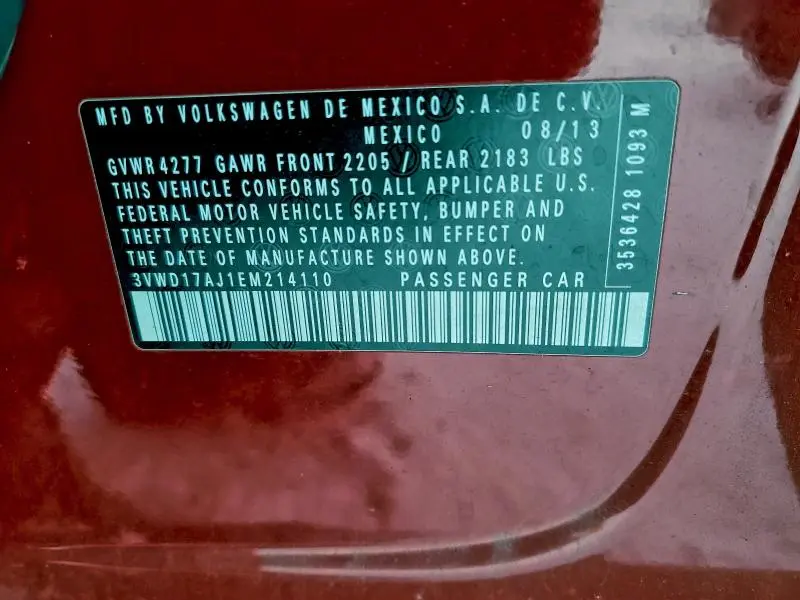 MFD BY VOLKSWAGEN DE MEXICO S.A. DE C.V.
MEXICO 08/13
GVWR 4277 GAWR FRONT 2205 / REAR 2183 LBS
THIS VEHICLE CONFORMS TO ALL APPLICABLE U.S.
FEDERAL MOTOR VEHICLE SAFETY, BUMPER AND
THEFT PREVENTION STANDARDS IN EFFECT ON
THE DATE OF MANUFACTURE SHOWN ABOVE.
3VWD17AJ1EM214110 PASSENGER CAR
3536428 1093 M